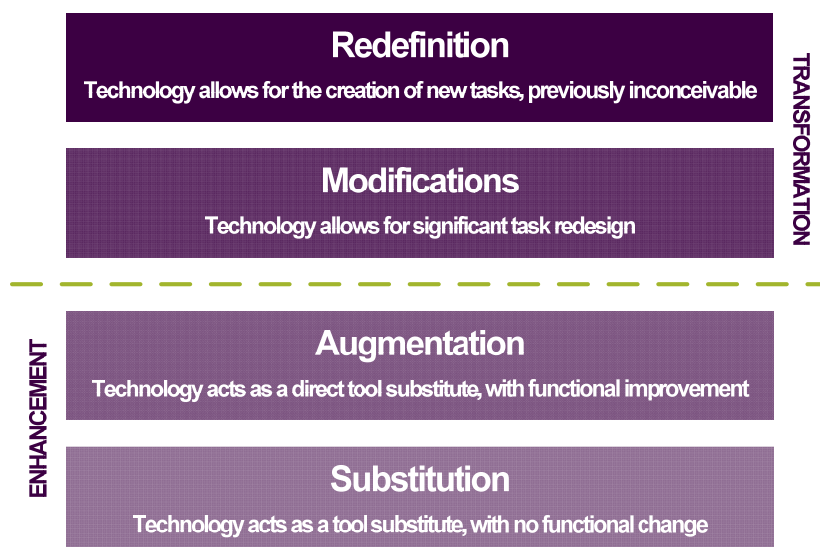 Redefinition
Technology allows for the creation of new tasks, previously inconceivable
TRANSFORMATION
Modifications
Technology allows for significant task redesign
Augmentation
Technology acts as a direct tool substitute, with functional improvement
ENHANCEMENT
Substitution
Technology acts as a tool substitute, with no functional change